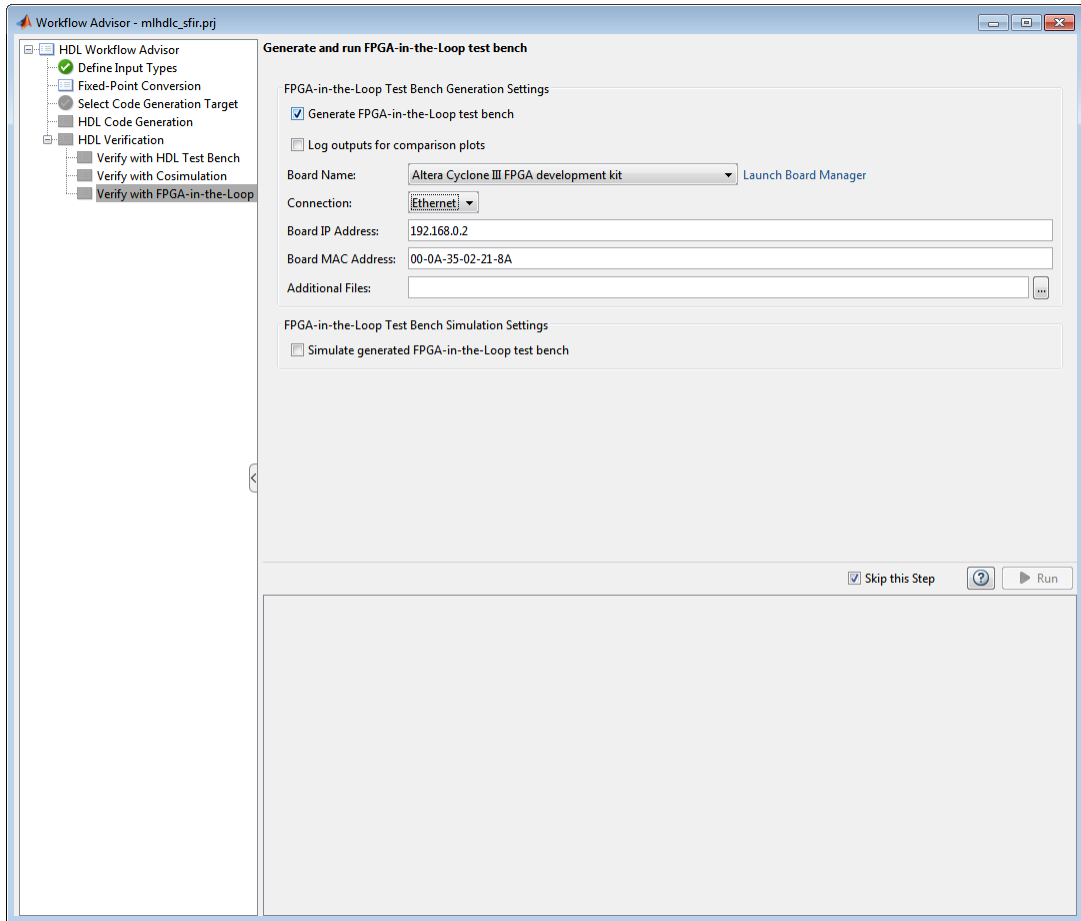 Workflow Advisor - mlhdlc_sfir.prj
HDL Workflow Advisor
Define Input Types
Fixed-Point Conversion
Select Code Generation Target
HDL Code Generation
HDL Verification
Verify with HDL Test Bench
Verify with Cosimulation
Verify with FPGA-in-the-Loop
Generate and run FPGA-in-the-Loop test bench
FPGA-in-the-Loop Test Bench Generation Settings
Generate FPGA-in-the-Loop test bench
Log outputs for comparison plots
Board Name: Altera Cyclone III FPGA development kit Launch Board Manager
Connection: Ethernet
Board IP Address: 192.168.0.2
Board MAC Address: 00-0A-35-02-21-8A
Additional Files: ...
FPGA-in-the-Loop Test Bench Simulation Settings
Simulate generated FPGA-in-the-Loop test bench
Skip this Step ? Run